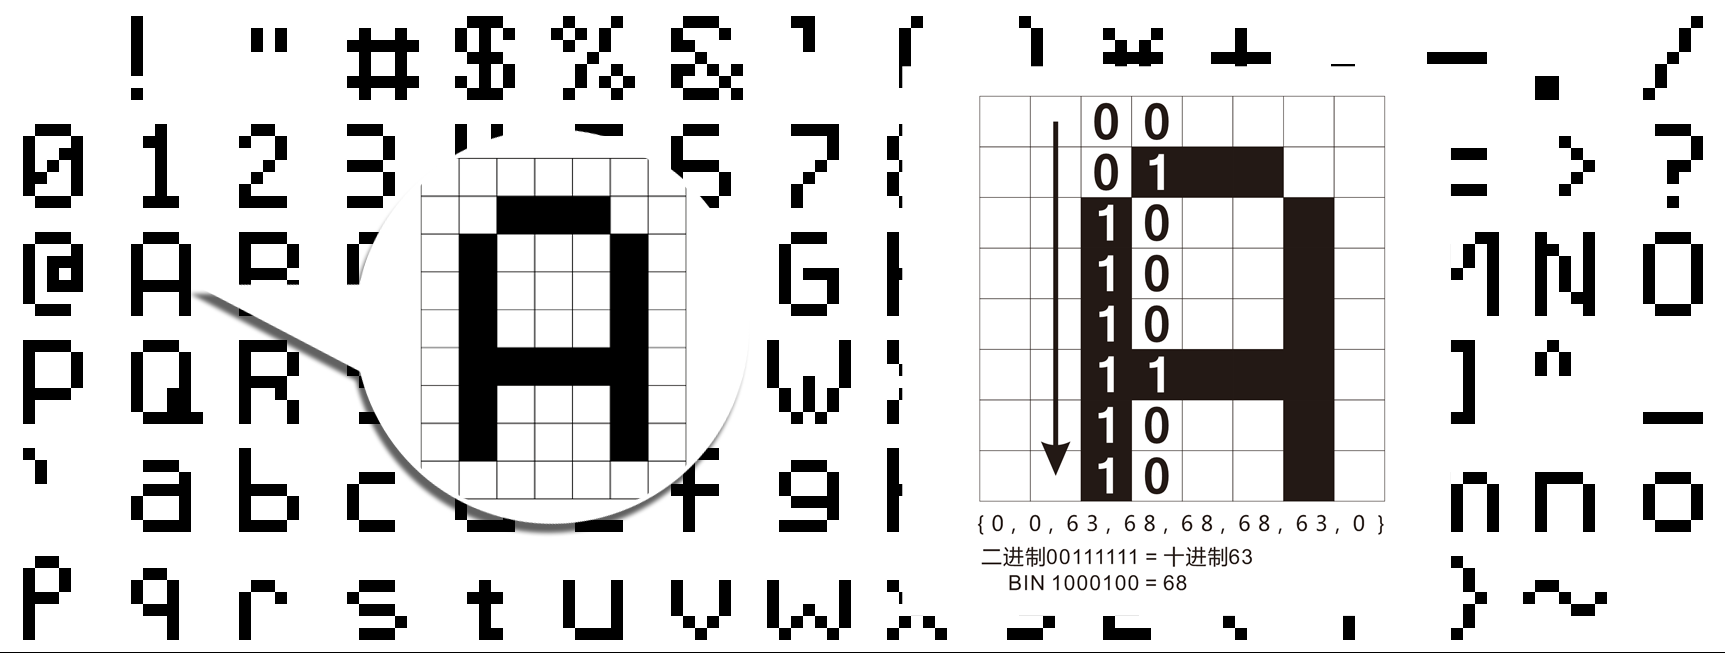 ! " # $ % & ' ( ) * + - . /
0 1 2 3 5 7 = > ?
@ A B G N O
P Q R W ] ^ _
` a b c f g n o
p q r s t u v w } ~
A
0 0
0 1
1 0
1 0
1 0
1 1
1 0
1 0
{0, 0, 63, 68, 68, 68, 63, 0 }
二进制00111111 = 十进制63
BIN 1000100 = 68